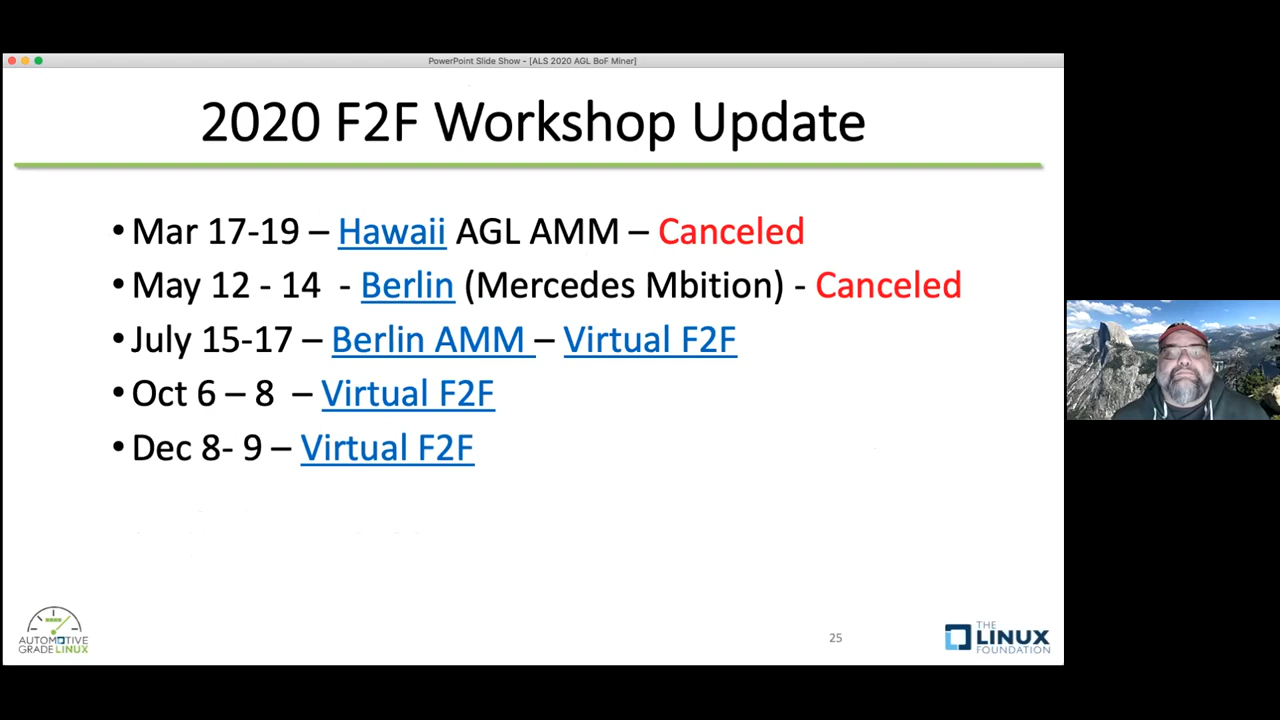 PowerPoint Slide Show - [ALS 2020 AGL BoF Miner]
2020 F2F Workshop Update
•Mar 17-19 – Hawaii AGL AMM – Canceled
•May 12 - 14 - Berlin (Mercedes Mbition) - Canceled
•July 15-17 – Berlin AMM – Virtual F2F
•Oct 6 – 8 – Virtual F2F
•Dec 8- 9 – Virtual F2F
AUTOMOTIVE
GRADE LINUX
25
THE
LINUX
FOUNDATION